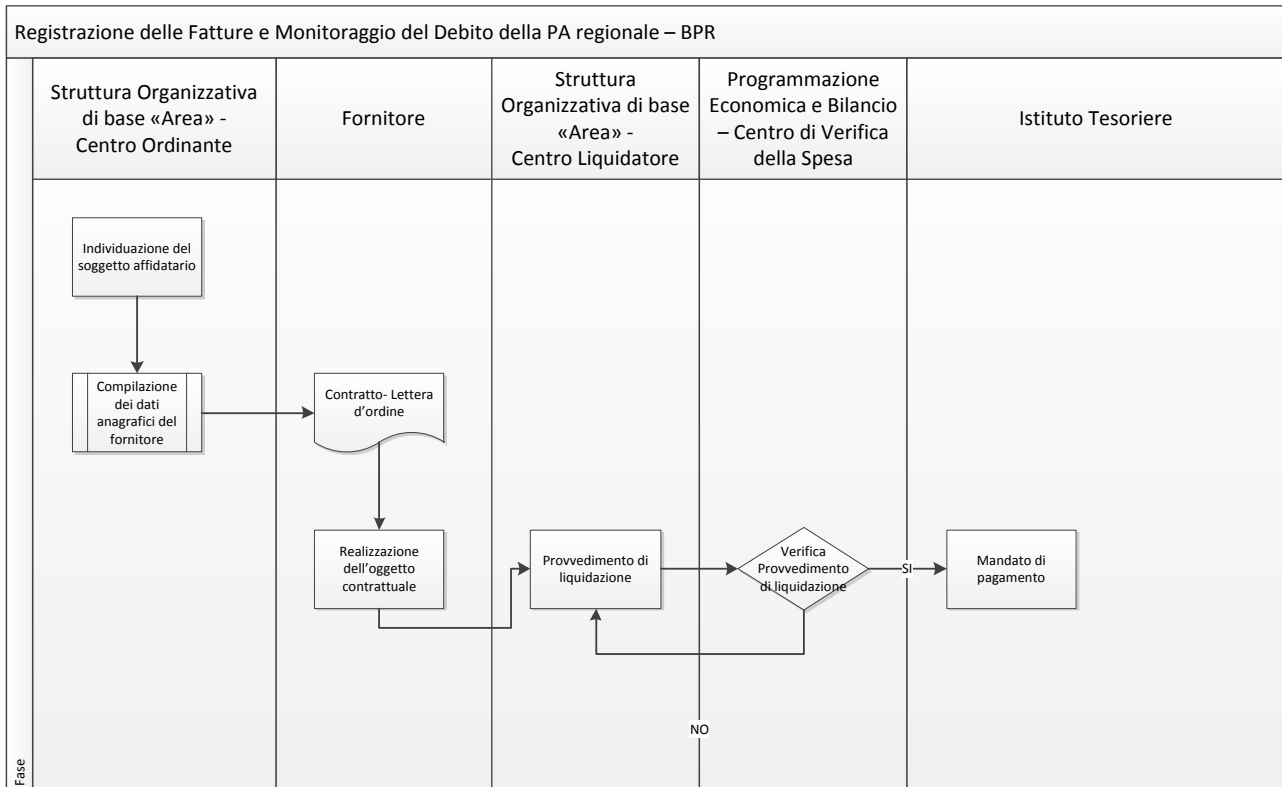 Registrazione delle Fatture e Monitoraggio del Debito della PA regionale – BPR
Struttura Organizzativa
di base «Area» -
Centro Ordinante
Fornitore
Struttura
Organizzativa di base
«Area» -
Centro Liquidatore
Programmazione
Economica e Bilancio
– Centro di Verifica
della Spesa
Istituto Tesoriere
Individuazione del
soggetto affidatario
Compilazione
dei dati
anagrafici del
fornitore
Contratto- Lettera
d’ordine
Realizzazione
dell’oggetto
contrattuale
Provvedimento di
liquidazione
Verifica
Provvedimento
di liquidazione
SI
Mandato di
pagamento
NO
Fase